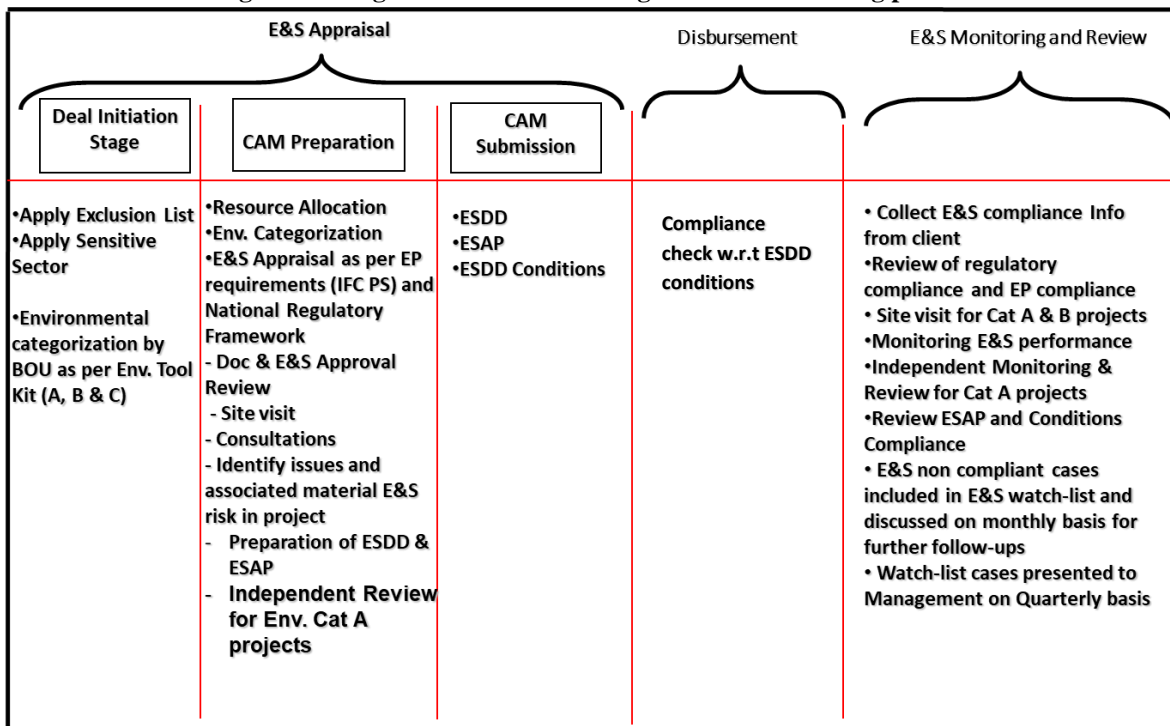 E&S Appraisal
Disbursement
E&S Monitoring and Review
Deal Initiation
Stage
CAM Preparation
CAM
Submission
•Apply Exclusion List
•Apply Sensitive
Sector
•Environmental
categorization by
BOU as per Env. Tool
Kit (A, B & C)
•Resource Allocation
•Env. Categorization
•E&S Appraisal as per EP
requirements (IFC PS) and
National Regulatory
Framework
- Doc & E&S Approval
Review
- Site visit
- Consultations
- Identify issues and
associated material E&S
risk in project
- Preparation of ESDD &
ESAP
- Independent Review
for Env. Cat A
projects
•ESDD
•ESAP
•ESDD Conditions
Compliance
check w.r.t ESDD
conditions
• Collect E&S compliance Info
from client
•Review of regulatory
compliance and EP compliance
• Site visit for Cat A & B projects
•Monitoring E&S performance
•Independent Monitoring &
Review for Cat A projects
•Review ESAP and Conditions
Compliance
• E&S non compliant cases
included in E&S watch-list and
discussed on monthly basis for
further follow-ups
• Watch-list cases presented to
Management on Quarterly basis